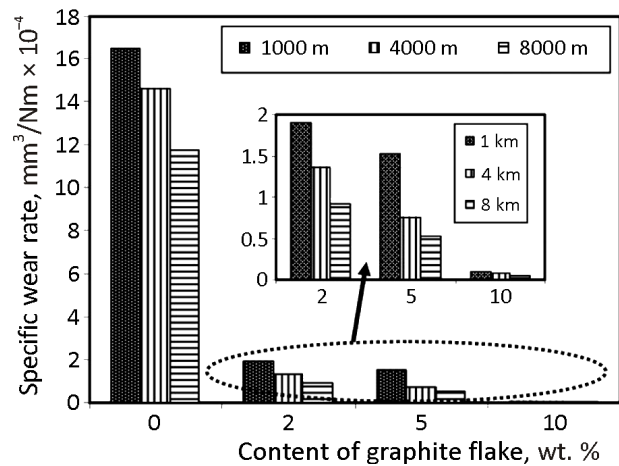 Specific wear rate, mm³/Nm × 10⁻⁴
18
16
14
12
10
8
6
4
2
0
1000 m 4000 m 8000 m
2
1.5
1
0.5
0
1 km
4 km
8 km
2 5 10
0 2 5 10
Content of graphite flake, wt. %